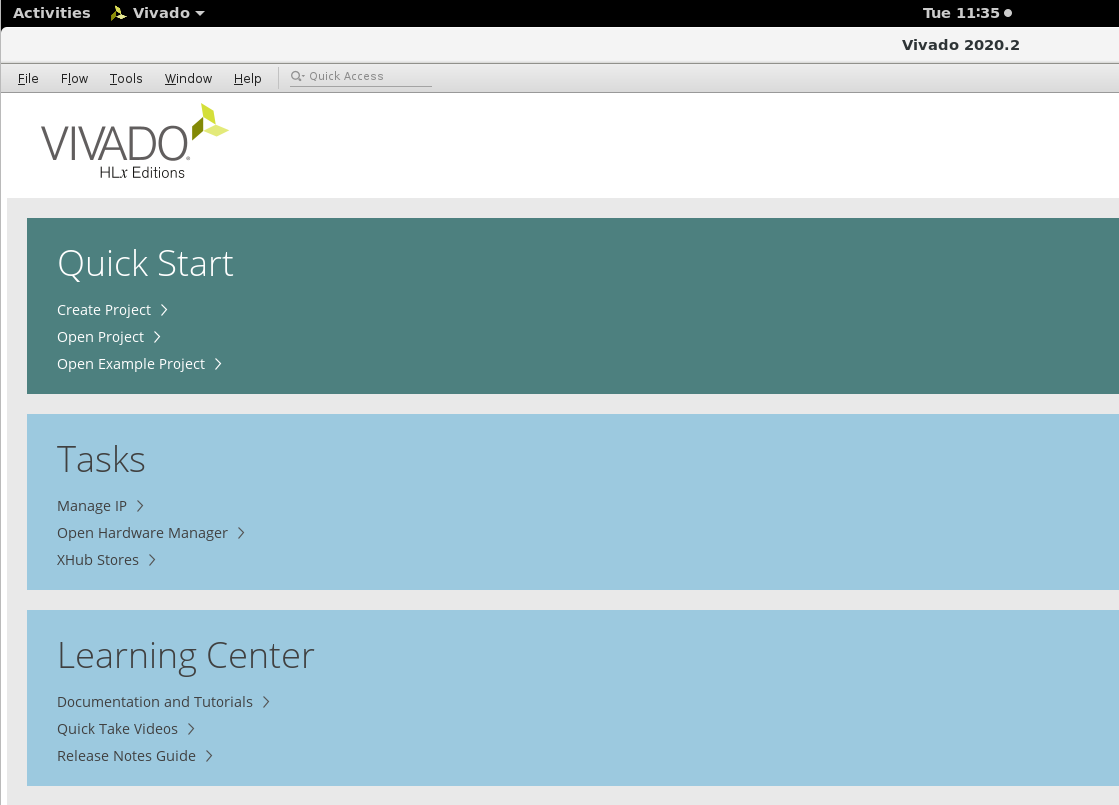 Activities Vivado Tue 11:35
Vivado 2020.2
File Flow Tools Window Help Quick Access
VIVADO
HLx Editions
Quick Start
Create Project
Open Project
Open Example Project
Tasks
Manage IP
Open Hardware Manager
XHub Stores
Learning Center
Documentation and Tutorials
Quick Take Videos
Release Notes Guide